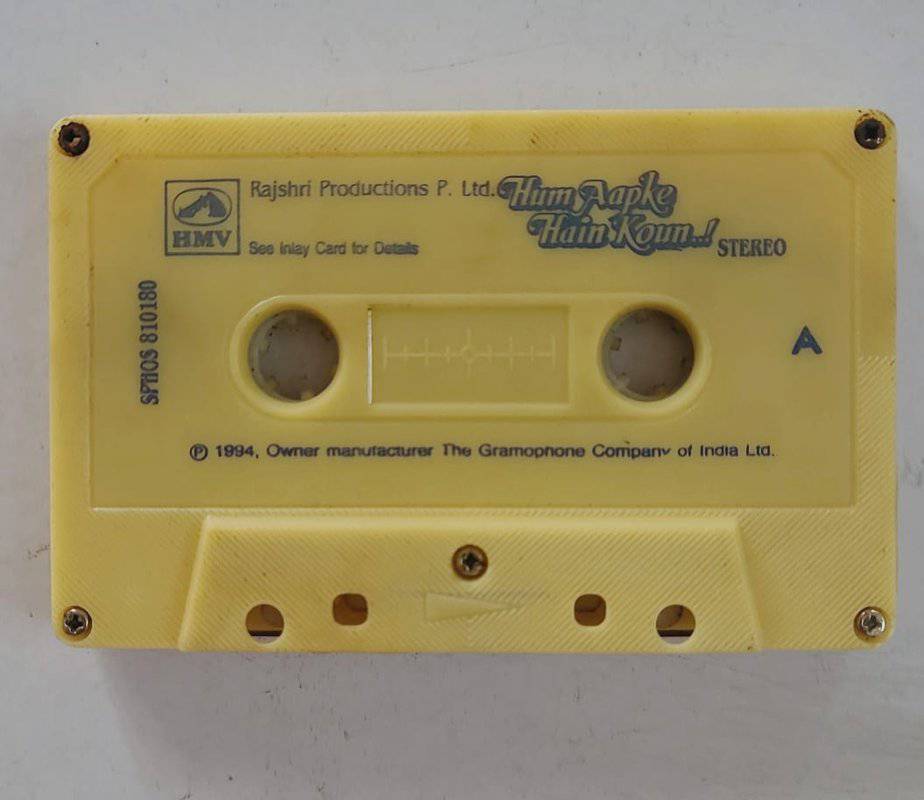 Rajshri Productions P. Ltd.
HMV
See Inlay Card for Details
Hum Aapke
Hain Koun..!
STEREO
SPHOS 810180
A
℗ 1994, Owner manufacturer The Gramophone Company of India Ltd.